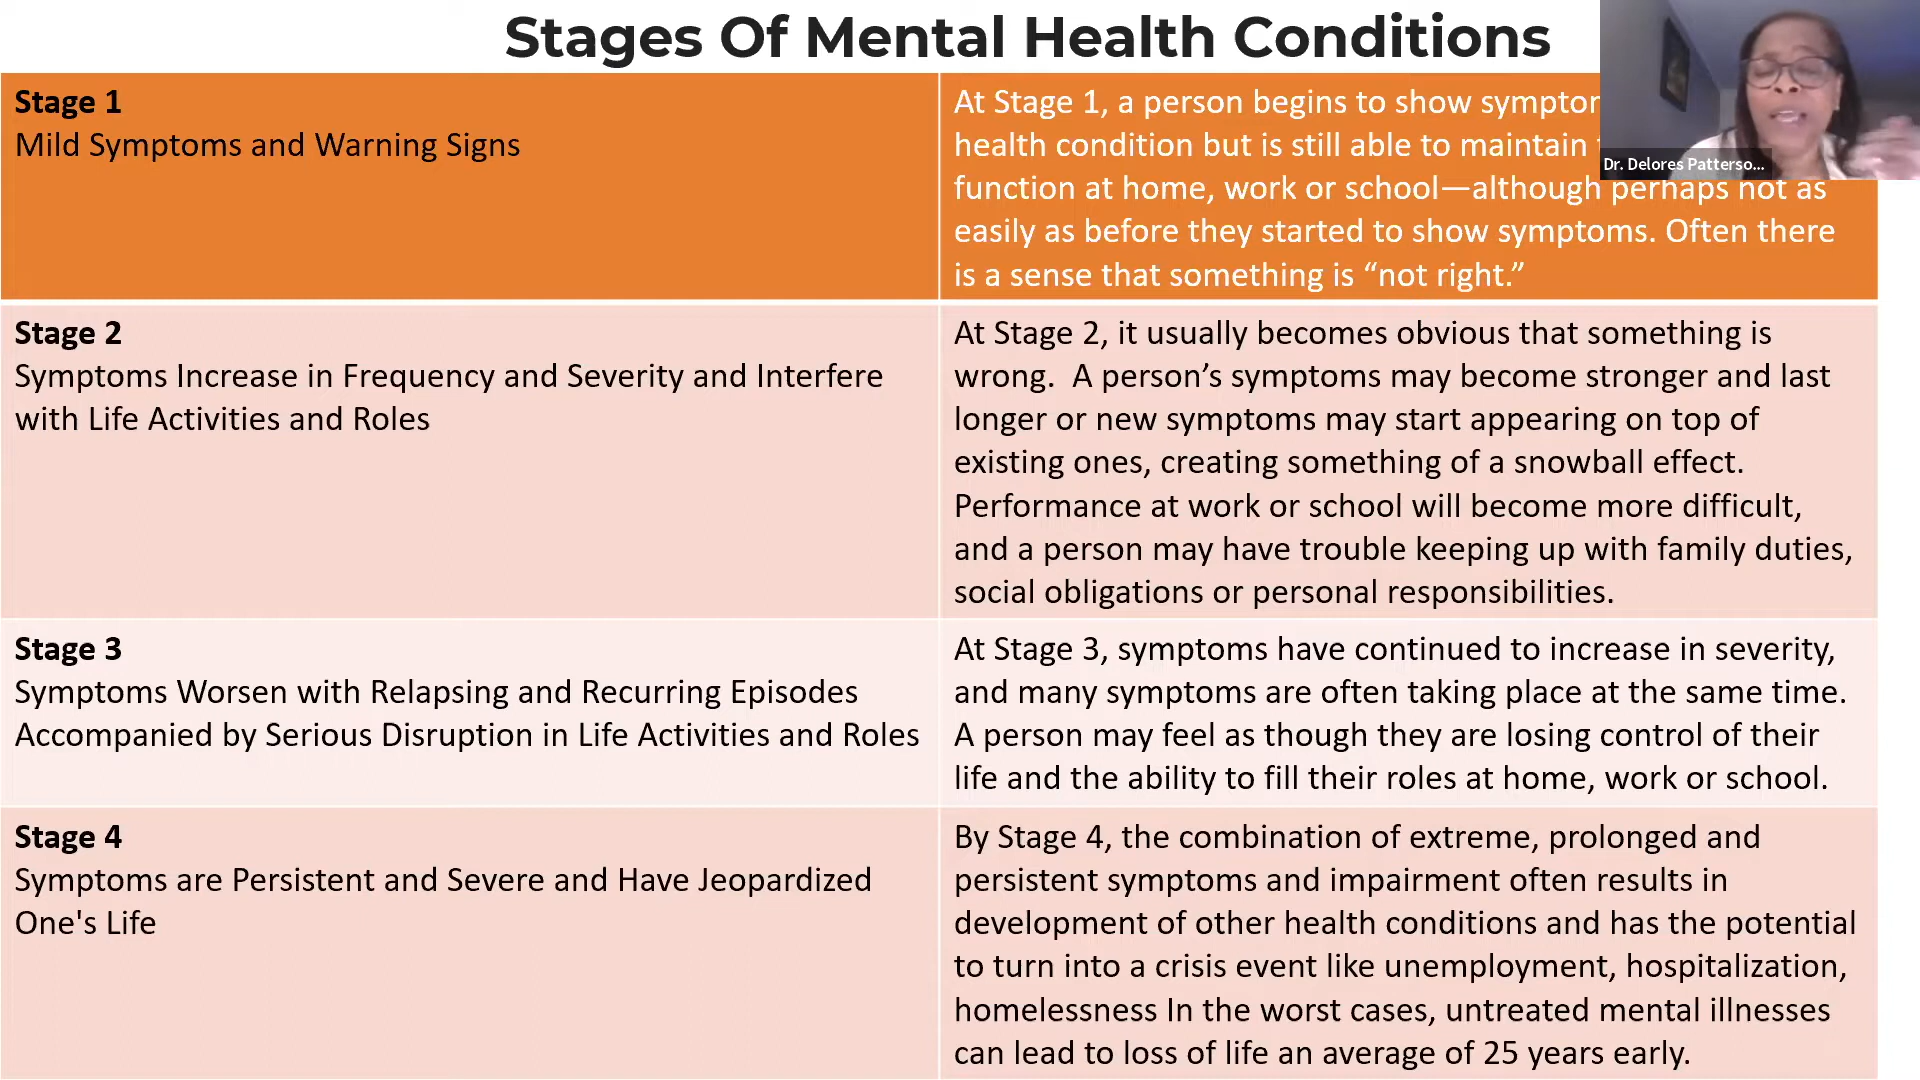 Stages Of Mental Health Conditions
Stage 1
Mild Symptoms and Warning Signs
At Stage 1, a person begins to show
health condition but is still able to maintain
function at home, work or school—although perhaps not as
easily as before they started to show symptoms. Often there
is a sense that something is “not right.”
Stage 2
Symptoms Increase in Frequency and Severity and Interfere
with Life Activities and Roles
At Stage 2, it usually becomes obvious that something is
wrong.  A person’s symptoms may become stronger and last
longer or new symptoms may start appearing on top of
existing ones, creating something of a snowball effect.
Performance at work or school will become more difficult,
and a person may have trouble keeping up with family duties,
social obligations or personal responsibilities.
Stage 3
Symptoms Worsen with Relapsing and Recurring Episodes
Accompanied by Serious Disruption in Life Activities and Roles
At Stage 3, symptoms have continued to increase in severity,
and many symptoms are often taking place at the same time.
A person may feel as though they are losing control of their
life and the ability to fill their roles at home, work or school.
Stage 4
Symptoms are Persistent and Severe and Have Jeopardized
One's Life
By Stage 4, the combination of extreme, prolonged and
persistent symptoms and impairment often results in
development of other health conditions and has the potential
to turn into a crisis event like unemployment, hospitalization,
homelessness In the worst cases, untreated mental illnesses
can lead to loss of life an average of 25 years early.
Dr. Delores Patterso...